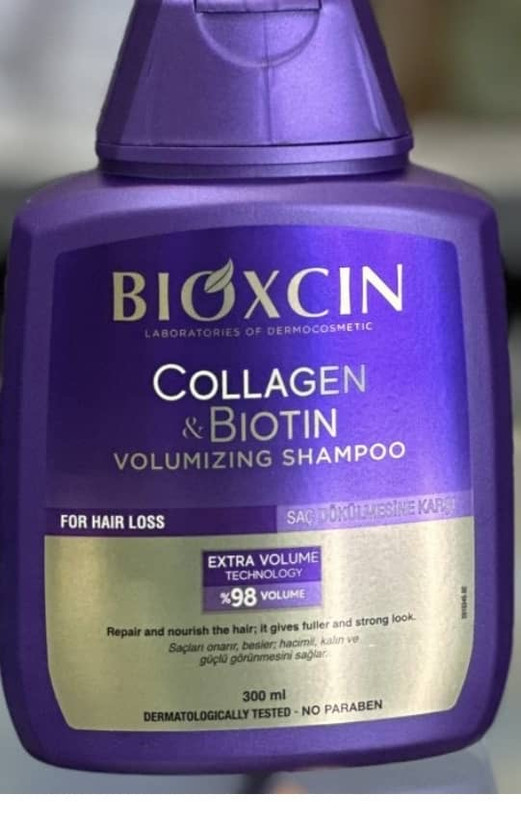 BIOXCIN
LABORATORIES OF DERMOCOSMETIC
COLLAGEN
& BIOTIN
VOLUMIZING SHAMPOO
FOR HAIR LOSS
SAÇ DÖKÜLMESİNE KARŞI
EXTRA VOLUME
TECHNOLOGY
%98 VOLUME
Repair and nourish the hair; it gives fuller and strong look.
Saçları onarır, besler; hacimli, kalın ve
güçlü görünmesini sağlar.
300 ml
DERMATOLOGICALLY TESTED - NO PARABEN